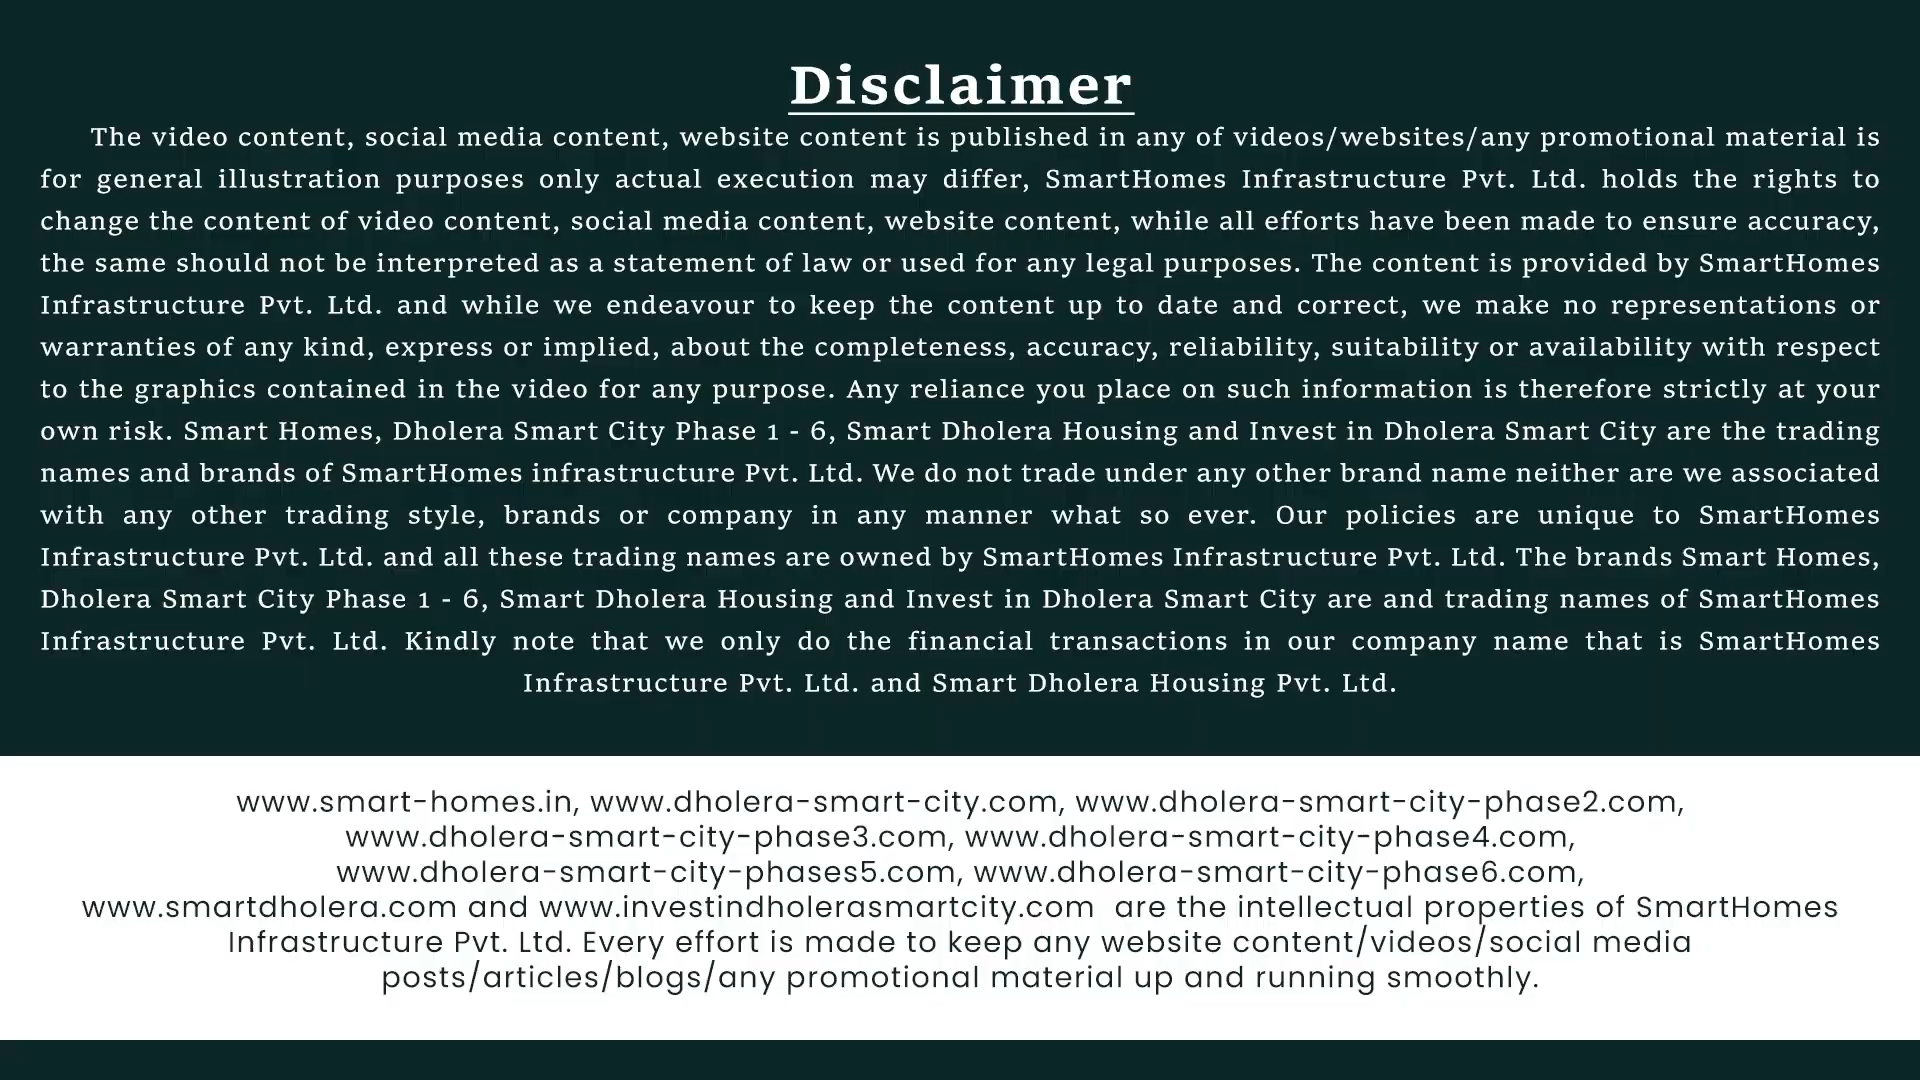 Disclaimer
The video content, social media content, website content is published in any of videos/websites/any promotional material is
for general illustration purposes only actual execution may differ, SmartHomes Infrastructure Pvt. Ltd. holds the rights to
change the content of video content, social media content, website content, while all efforts have been made to ensure accuracy,
the same should not be interpreted as a statement of law or used for any legal purposes. The content is provided by SmartHomes
Infrastructure Pvt. Ltd. and while we endeavour to keep the content up to date and correct, we make no representations or
warranties of any kind, express or implied, about the completeness, accuracy, reliability, suitability or availability with respect
to the graphics contained in the video for any purpose. Any reliance you place on such information is therefore strictly at your
own risk. Smart Homes, Dholera Smart City Phase 1 - 6, Smart Dholera Housing and Invest in Dholera Smart City are the trading
names and brands of SmartHomes infrastructure Pvt. Ltd. We do not trade under any other brand name neither are we associated
with any other trading style, brands or company in any manner what so ever. Our policies are unique to SmartHomes
Infrastructure Pvt. Ltd. and all these trading names are owned by SmartHomes Infrastructure Pvt. Ltd. The brands Smart Homes,
Dholera Smart City Phase 1 - 6, Smart Dholera Housing and Invest in Dholera Smart City are and trading names of SmartHomes
Infrastructure Pvt. Ltd. Kindly note that we only do the financial transactions in our company name that is SmartHomes
Infrastructure Pvt. Ltd. and Smart Dholera Housing Pvt. Ltd.
www.smart-homes.in, www.dholera-smart-city.com, www.dholera-smart-city-phase2.com,
www.dholera-smart-city-phase3.com, www.dholera-smart-city-phase4.com,
www.dholera-smart-city-phases5.com, www.dholera-smart-city-phase6.com,
www.smartdholera.com and www.investindholerasmartcity.com are the intellectual properties of SmartHomes
Infrastructure Pvt. Ltd. Every effort is made to keep any website content/videos/social media
posts/articles/blogs/any promotional material up and running smoothly.